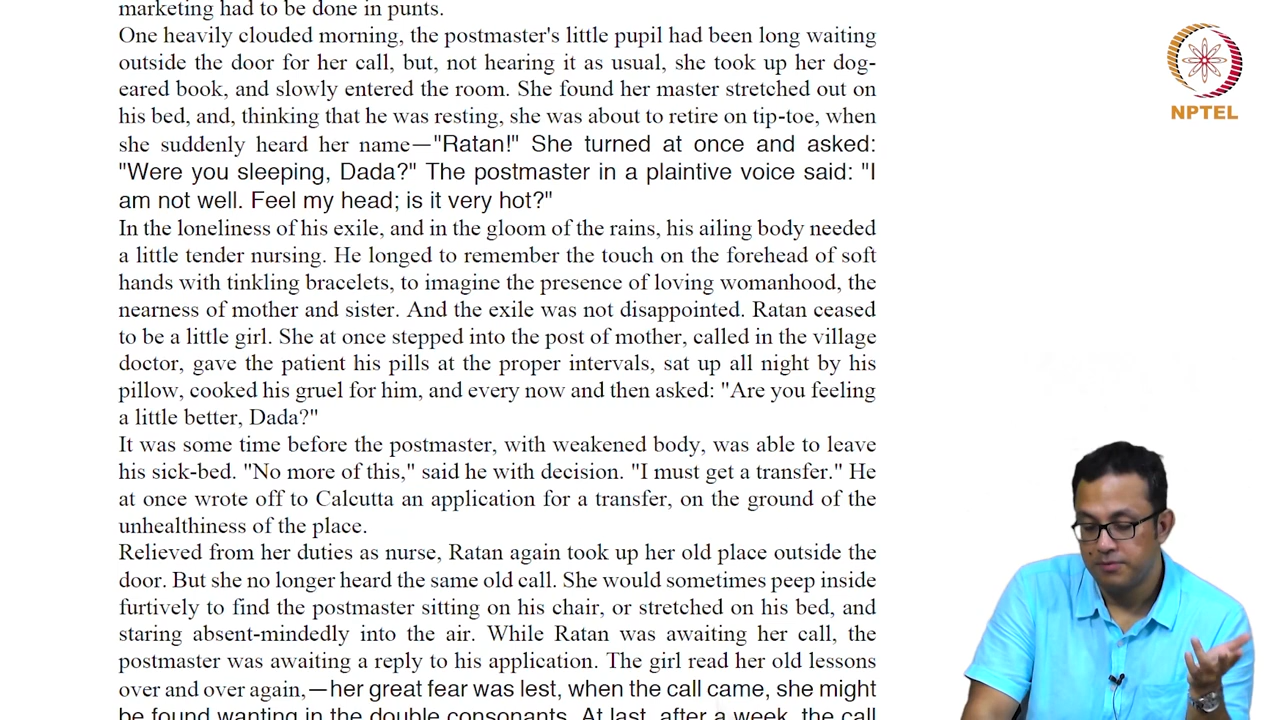 marketing had to be done in punts.
One heavily clouded morning, the postmaster's little pupil had been long waiting
outside the door for her call, but, not hearing it as usual, she took up her dog-
eared book, and slowly entered the room. She found her master stretched out on
his bed, and, thinking that he was resting, she was about to retire on tip-toe, when
she suddenly heard her name—"Ratan!" She turned at once and asked:
"Were you sleeping, Dada?" The postmaster in a plaintive voice said: "I
am not well. Feel my head; is it very hot?"
In the loneliness of his exile, and in the gloom of the rains, his ailing body needed
a little tender nursing. He longed to remember the touch on the forehead of soft
hands with tinkling bracelets, to imagine the presence of loving womanhood, the
nearness of mother and sister. And the exile was not disappointed. Ratan ceased
to be a little girl. She at once stepped into the post of mother, called in the village
doctor, gave the patient his pills at the proper intervals, sat up all night by his
pillow, cooked his gruel for him, and every now and then asked: "Are you feeling
a little better, Dada?"
It was some time before the postmaster, with weakened body, was able to leave
his sick-bed. "No more of this," said he with decision. "I must get a transfer." He
at once wrote off to Calcutta an application for a transfer, on the ground of the
unhealthiness of the place.
Relieved from her duties as nurse, Ratan again took up her old place outside the
door. But she no longer heard the same old call. She would sometimes peep inside
furtively to find the postmaster sitting on his chair, or stretched on his bed, and
staring absent-mindedly into the air. While Ratan was awaiting her call, the
postmaster was awaiting a reply to his application. The girl read her old lessons
over and over again,—her great fear was lest, when the call came, she might
be found wanting in the double consonants. At last, after a week, the call
NPTEL